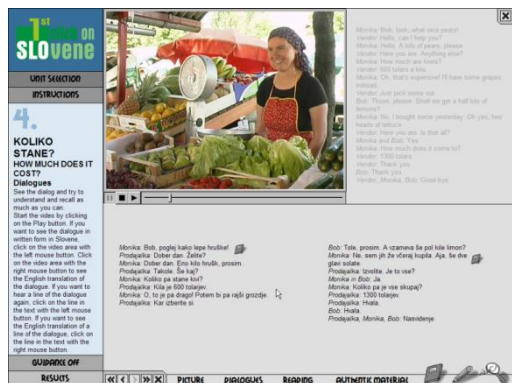 1st
click on
SLOvene
UNIT SELECTION
INSTRUCTIONS
4.
KOLIKO
STANE?
HOW MUCH DOES IT
COST?
Dialogues
See the dialog and try to
understand and recall as
much as you can.
Start the video by clicking
on the Play button. If you
want to see the dialogue in
written form in Slovene,
click on the video area with
the left mouse button. Click
on the video area with the
right mouse button to see
the English translation of
the dialogue. If you want to
hear a line of the dialogue
again, click on the line in
the text with the left mouse
button. If you want to see
the English translation of a
line of the dialogue, click on
the line in the text with the
right mouse button.
GUIDANCE OFF
RESULTS
Monika: Bob, look, what nice pears!
Vendor: Hello, can I help you?
Monika: Hello. A kilo of pears, please.
Vendor: Here you are. Anything else?
Monika: How much are kiwis?
Vendor: 600 tolars a kilo.
Monika: Oh, that's expensive! I'll have some grapes
instead.
Vendor: Just pick some out.
Bob: These, please. Shall we get a half kilo of
lemons?
Monika: No, I bought some yesterday. Oh yes, two
heads of lettuce.
Vendor: Here you are. Is that all?
Monika and Bob: Yes.
Monika: How much does it come to?
Vendor: 1300 tolars.
Monika: Thank you.
Bob: Thank you.
Vendor, Monika, Bob: Good bye.
Monika: Bob, poglej kako lepe hruške!
Prodajalka: Dober dan. Želite?
Monika: Dober dan. Eno kilo hrušk, prosim.
Prodajalka: Takole. Še kaj?
Monika: Koliko pa stane kivi?
Prodajalka: Kila je 600 tolarjev.
Monika: O, to je pa drago! Potem bi pa rajši grozdje.
Prodajalka: Kar izberite si.
Bob: Tole, prosim. A vzameva še pol kile limon?
Monika: Ne, sem jih že včeraj kupila. Aja, še dve
glavi solate.
Prodajalka: Izvolite. Je to vse?
Monika in Bob: Ja.
Monika: Koliko pa je vse skupaj?
Prodajalka: 1300 tolarjev.
Monika: Hvala.
Bob: Hvala.
Prodajalka, Monika, Bob: Nasvidenje.
PICTURE DIALOGUES READING AUTHENTIC MATERIAL